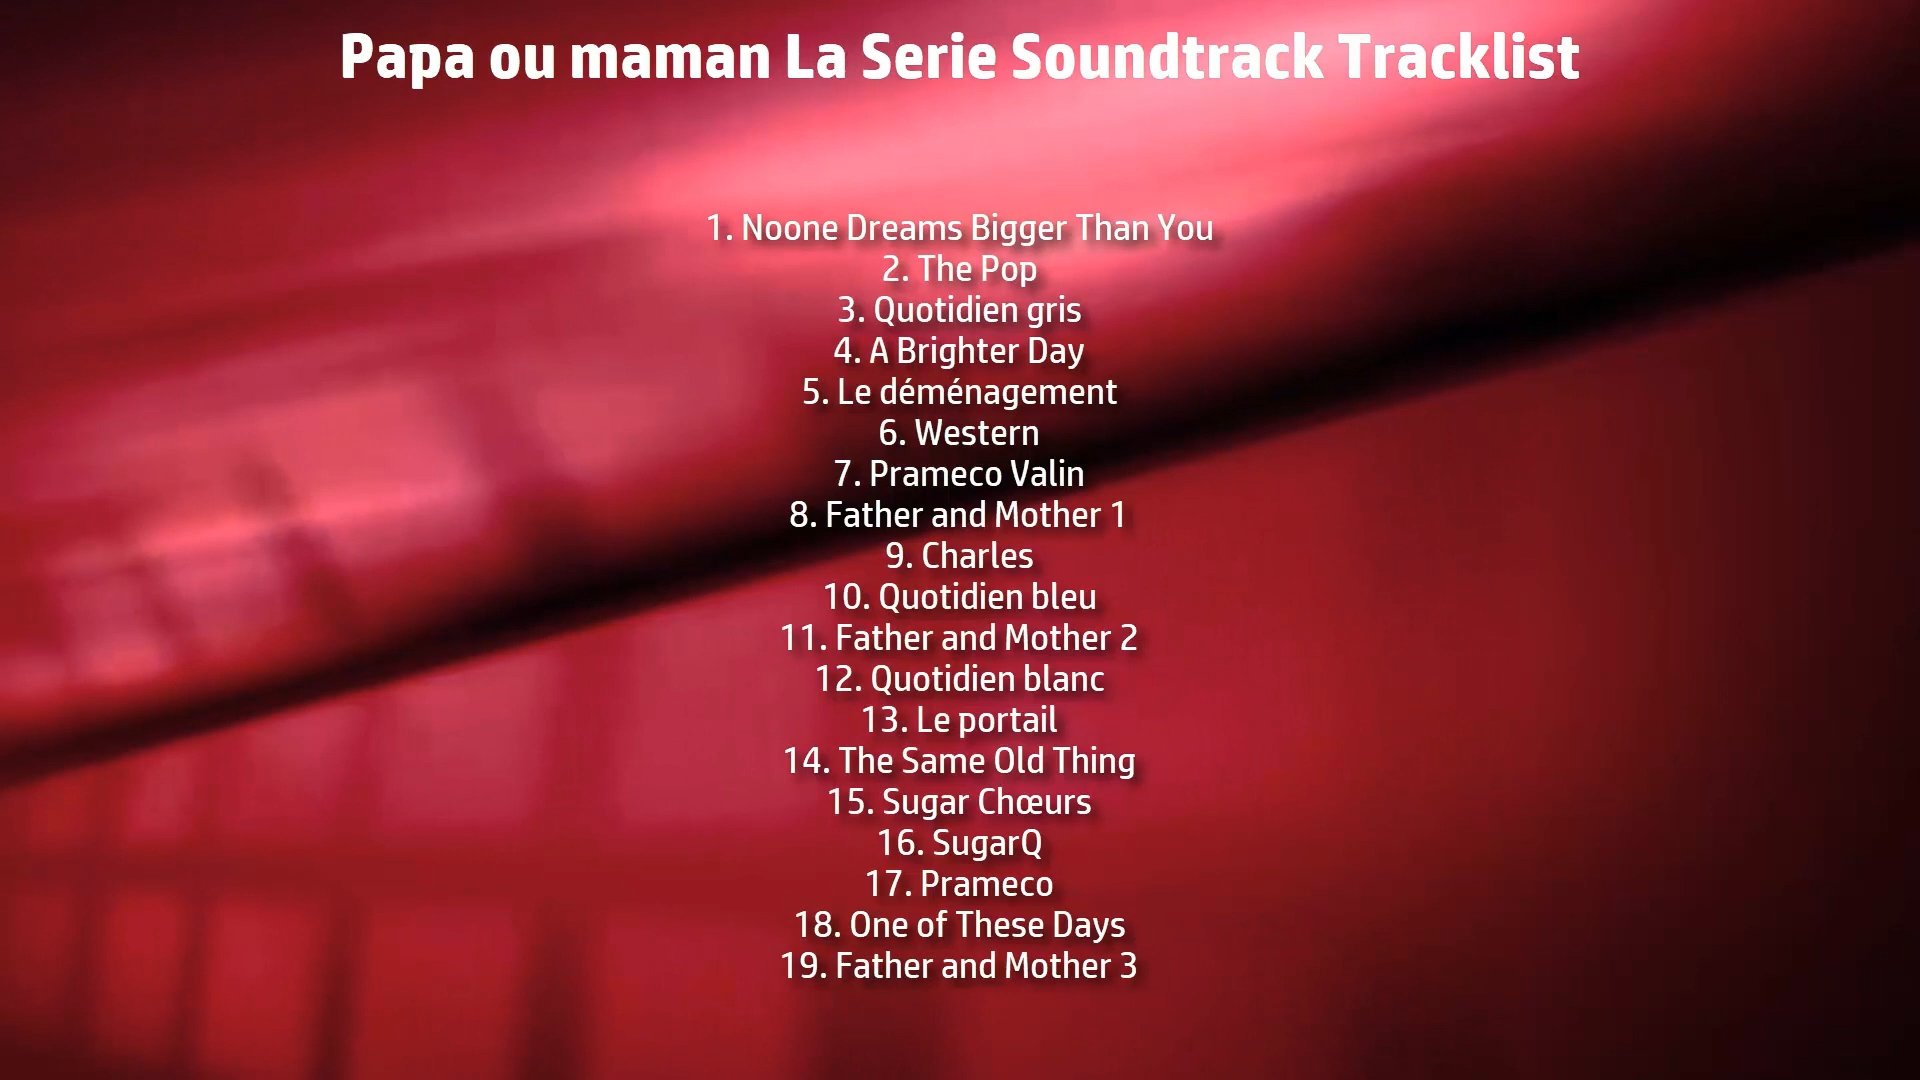 Papa ou maman La Serie Soundtrack Tracklist
1. Noone Dreams Bigger Than You
2. The Pop
3. Quotidien gris
4. A Brighter Day
5. Le déménagement
6. Western
7. Prameco Valin
8. Father and Mother 1
9. Charles
10. Quotidien bleu
11. Father and Mother 2
12. Quotidien blanc
13. Le portail
14. The Same Old Thing
15. Sugar Chœurs
16. SugarQ
17. Prameco
18. One of These Days
19. Father and Mother 3